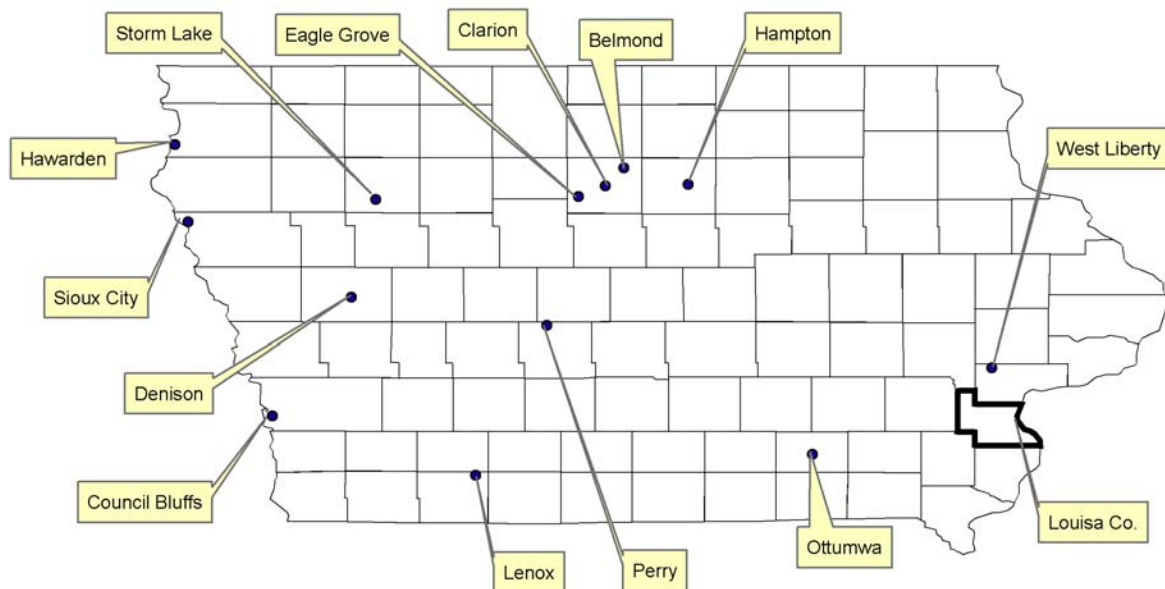 Storm Lake
Eagle Grove
Clarion
Belmond
Hampton
Hawarden
West Liberty
Sioux City
Denison
Council Bluffs
Lenox
Perry
Ottumwa
Louisa Co.